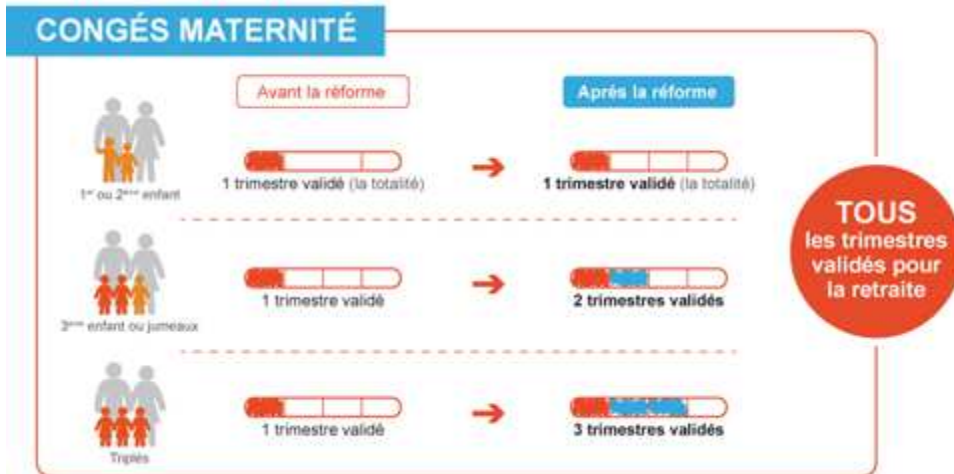 CONGÉS MATERNITÉ
Avant la réforme
Après la réforme
1er ou 2ème enfant
1 trimestre validé (la totalité)
1 trimestre validé (la totalité)
3ème enfant ou jumeaux
1 trimestre validé
2 trimestres validés
Triplés
1 trimestre validé
3 trimestres validés
TOUS
les trimestres
validés pour
la retraite